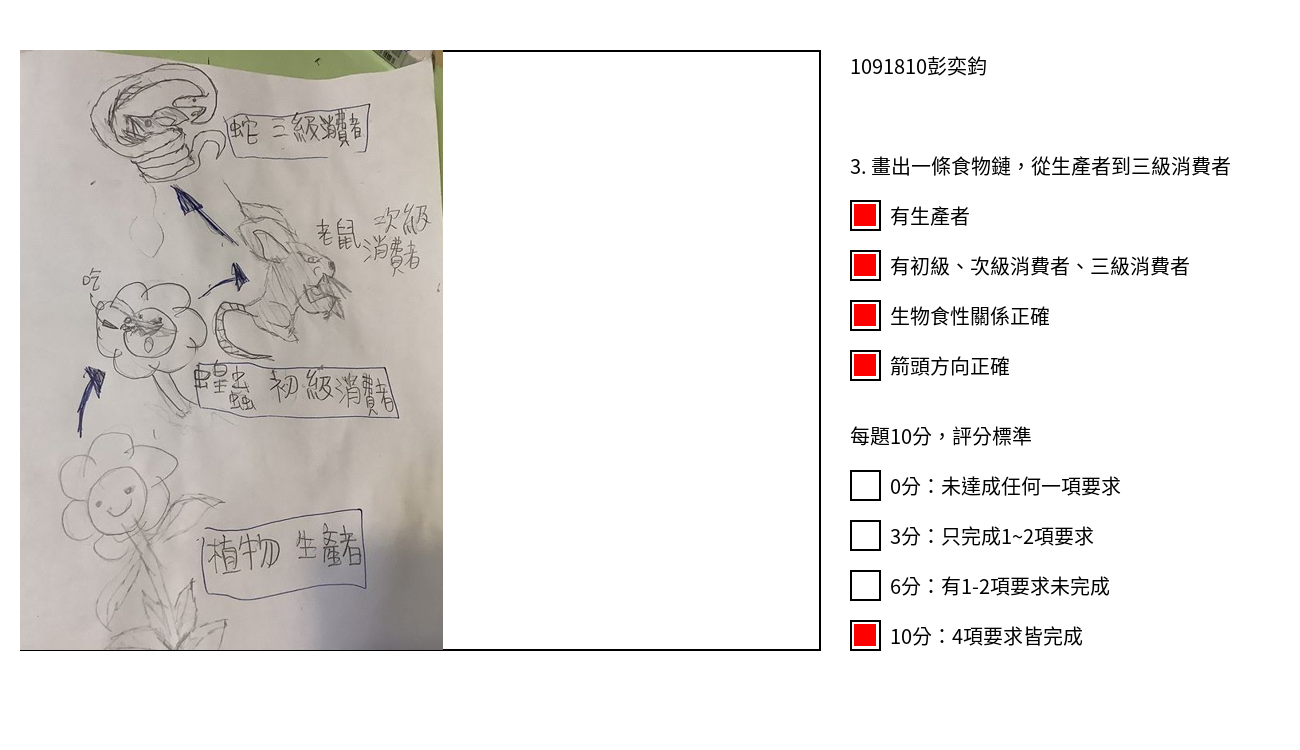 蛇 三級消費者
老鼠 次級
消費者
吃
蝗蟲 初級消費者
植物 生產者
1091810彭奕鈞
3. 畫出一條食物鏈，從生產者到三級消費者
有生產者
有初級、次級消費者、三級消費者
生物食性關係正確
箭頭方向正確
每題10分，評分標準
0分：未達成任何一項要求
3分：只完成1~2項要求
6分：有1-2項要求未完成
10分：4項要求皆完成